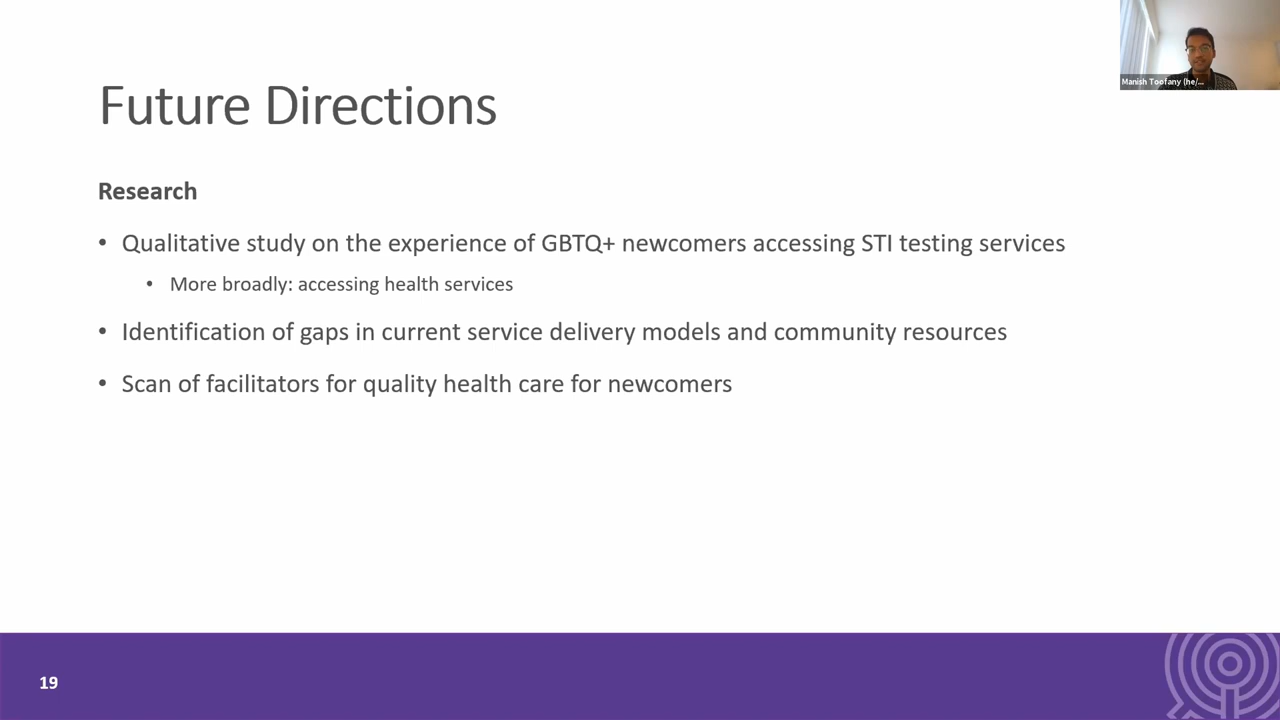 Manish Toofany (he/...
Future Directions
Research
• Qualitative study on the experience of GBTQ+ newcomers accessing STI testing services
• More broadly: accessing health services
• Identification of gaps in current service delivery models and community resources
• Scan of facilitators for quality health care for newcomers
19